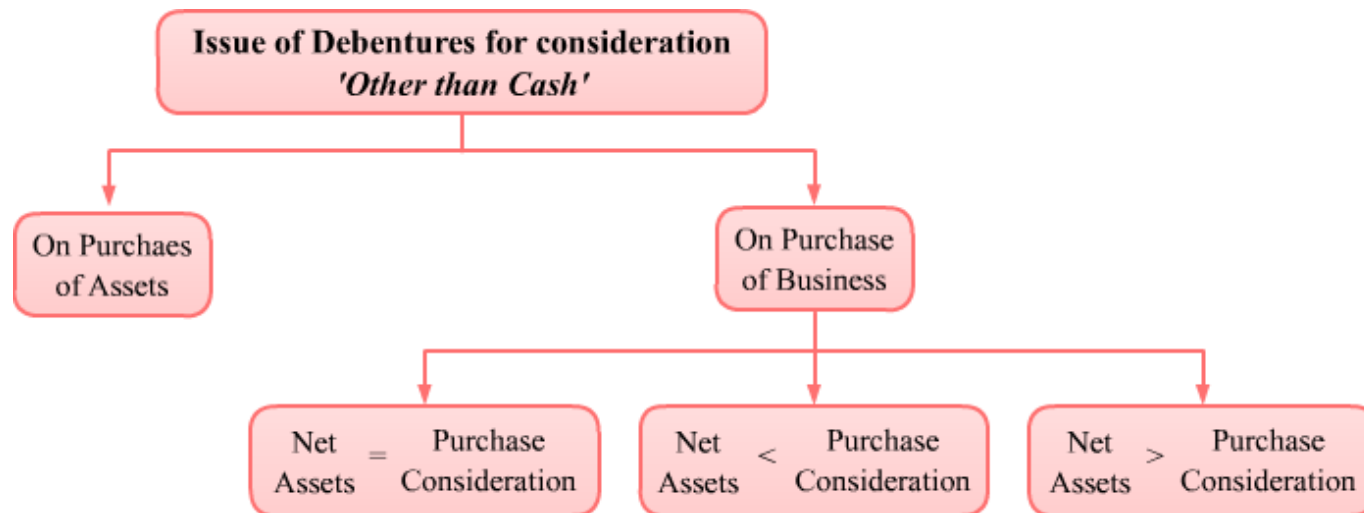 Issue of Debentures for consideration
'Other than Cash'
On Purchaes
of Assets
On Purchase
of Business
Net Assets = Purchase Consideration
Net Assets < Purchase Consideration
Net Assets > Purchase Consideration